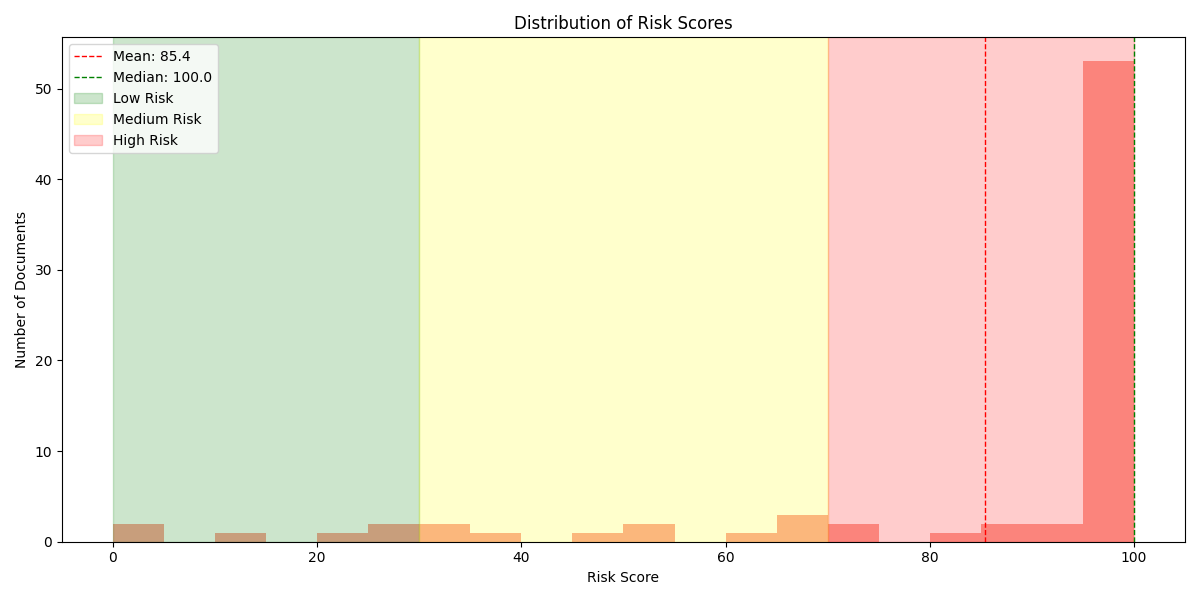 Distribution of Risk Scores
Mean: 85.4
Median: 100.0
Low Risk
Medium Risk
High Risk
Number of Documents
50
40
30
20
10
0
0 20 40 60 80 100
Risk Score